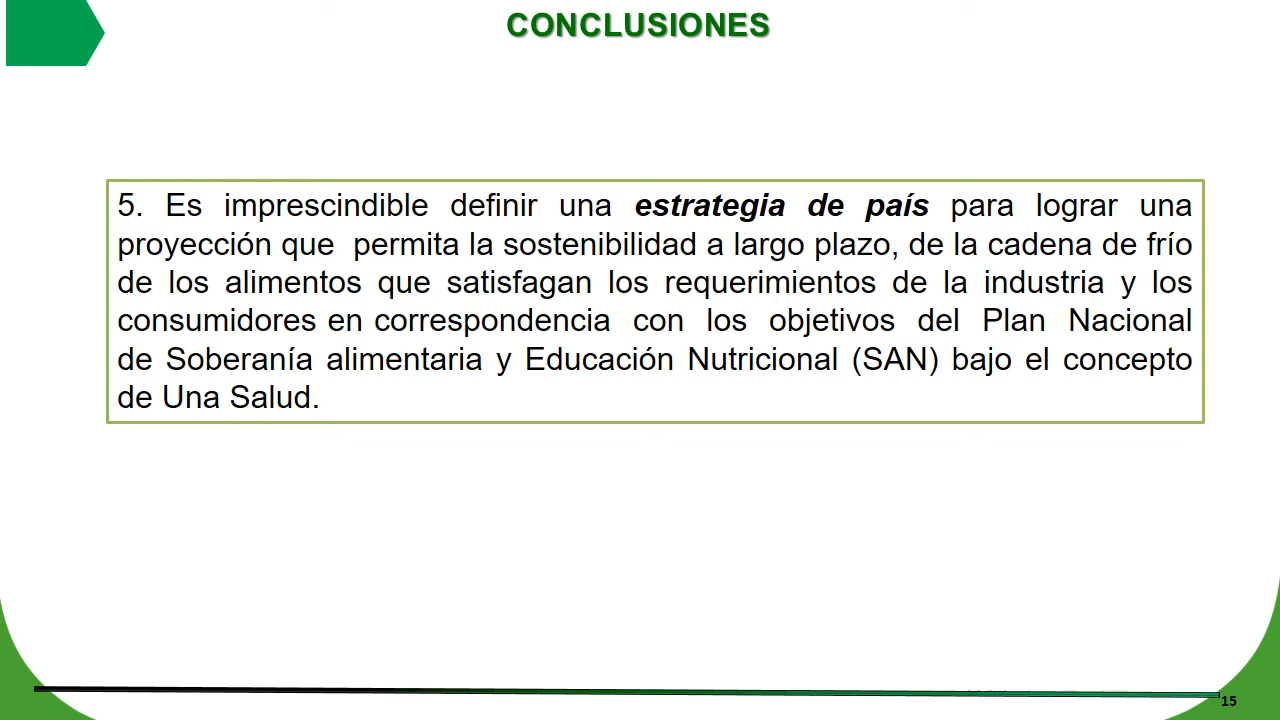 CONCLUSIONES
5. Es imprescindible definir una estrategia de país para lograr una
proyección que permita la sostenibilidad a largo plazo, de la cadena de frío
de los alimentos que satisfagan los requerimientos de la industria y los
consumidores en correspondencia con los objetivos del Plan Nacional
de Soberanía alimentaria y Educación Nutricional (SAN) bajo el concepto
de Una Salud.
15